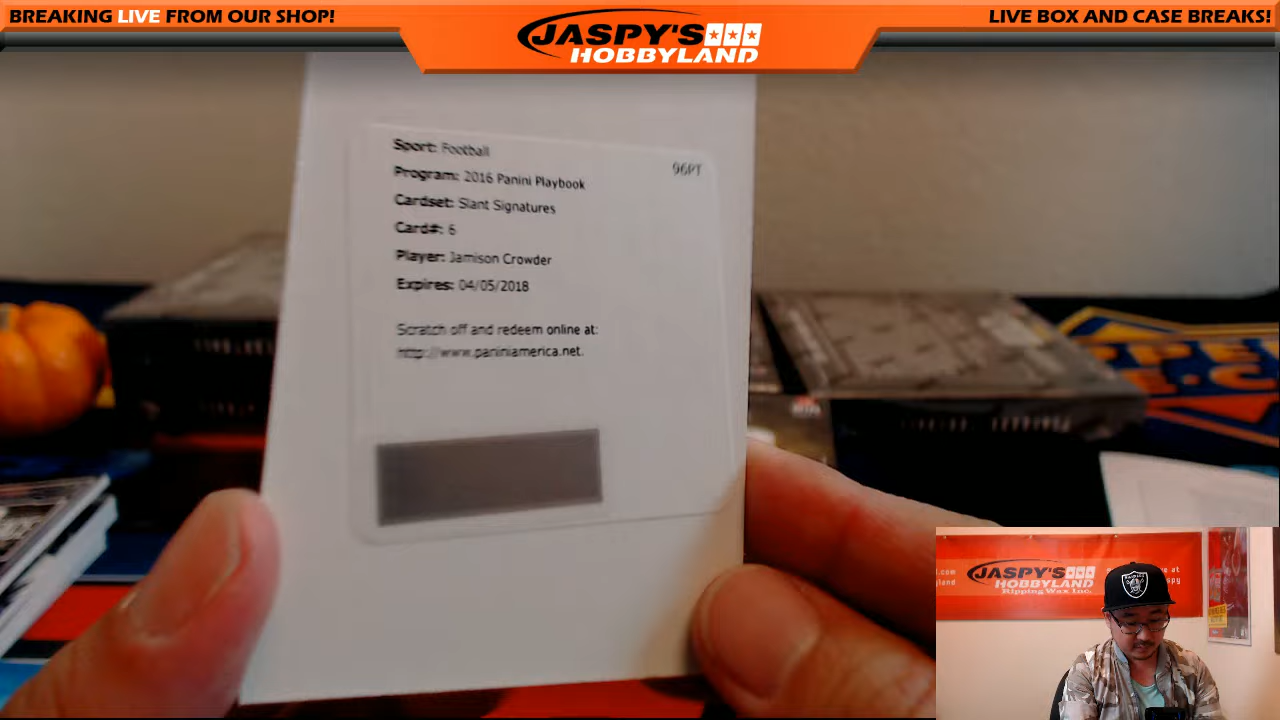 BREAKING LIVE FROM OUR SHOP!
JASPY'S
HOBBYLAND
LIVE BOX AND CASE BREAKS!
Sport: Football
96PT
Program: 2016 Panini Playbook
Cardset: Slant Signatures
Card#: 6
Player: Jamison Crowder
Expires: 04/05/2018
Scratch off and redeem online at:
http://www.paniniamerica.net.
JASPY'S
HOBBYLAND
Ripping Wax Inc.
RAIDERS